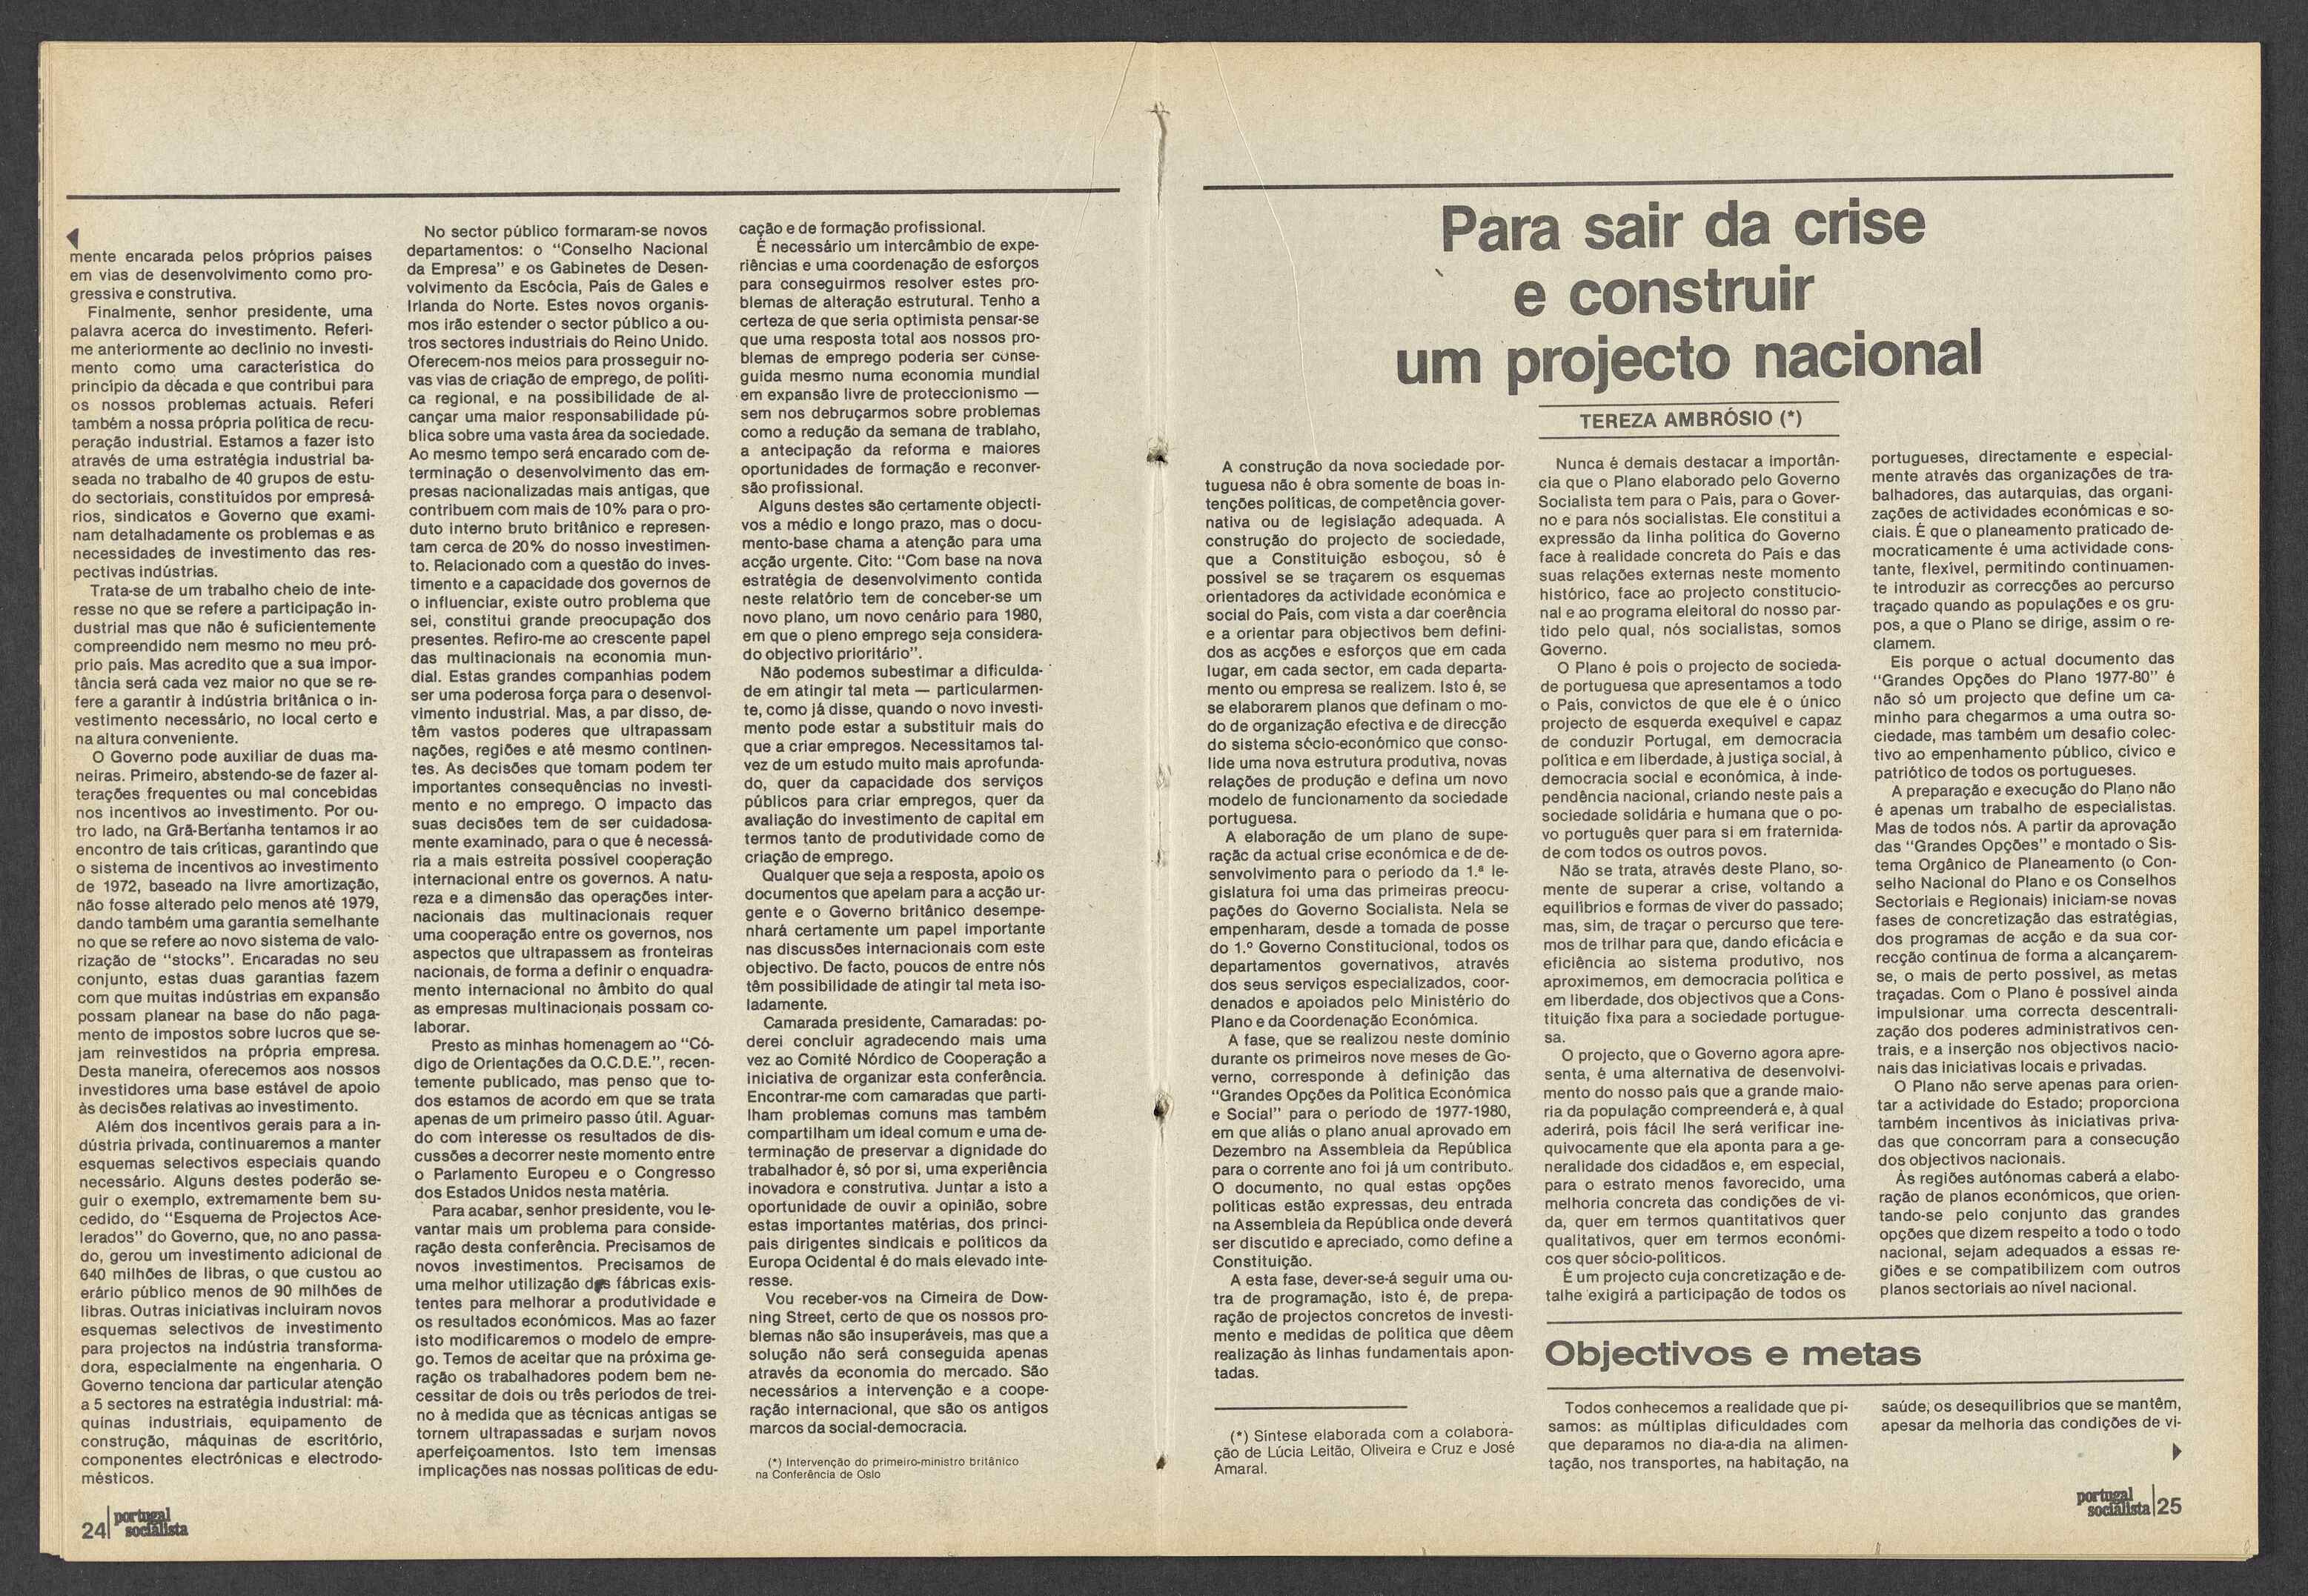 mente encarada pelos próprios países
em vias de desenvolvimento como pro-
gressiva e construtiva.
Finalmente, senhor presidente, uma
palavra acerca do investimento. Referi-
me anteriormente ao declínio no investi-
mento como uma característica do
princípio da década e que contribui para
os nossos problemas actuais. Referi
também a nossa própria política de recu-
peração industrial. Estamos a fazer isto
através de uma estratégia industrial ba-
seada no trabalho de 40 grupos de estu-
do sectoriais, constituídos por empresá-
rios, sindicatos e Governo que exami-
nam detalhadamente os problemas e as
necessidades de investimento das res-
pectivas indústrias.
Trata-se de um trabalho cheio de inte-
resse no que se refere a participação in-
dustrial mas que não é suficientemente
compreendido nem mesmo no meu pró-
prio país. Mas acredito que a sua impor-
tância será cada vez maior no que se re-
fere a garantir à indústria britânica o in-
vestimento necessário, no local certo e
na altura conveniente.
O Governo pode auxiliar de duas ma-
neiras. Primeiro, abstendo-se de fazer al-
terações frequentes ou mal concebidas
nos incentivos ao investimento. Por ou-
tro lado, na Grã-Bertanha tentamos ir ao
encontro de tais críticas, garantindo que
o sistema de incentivos ao investimento
de 1972, baseado na livre amortização,
não fosse alterado pelo menos até 1979,
dando também uma garantia semelhante
no que se refere ao novo sistema de valo-
rização de "stocks". Encaradas no seu
conjunto, estas duas garantias fazem
com que muitas indústrias em expansão
possam planear na base do não paga-
mento de impostos sobre lucros que se-
jam reinvestidos na própria empresa.
Desta maneira, oferecemos aos nossos
investidores uma base estável de apoio
às decisões relativas ao investimento.
Além dos incentivos gerais para a in-
dústria privada, continuaremos a manter
esquemas selectivos especiais quando
necessário. Alguns destes poderão se-
guir o exemplo, extremamente bem su-
cedido, do "Esquema de Projectos Ace-
lerados" do Governo, que, no ano passa-
do, gerou um investimento adicional de
640 milhões de libras, o que custou ao
erário público menos de 90 milhões de
libras. Outras iniciativas incluiram novos
esquemas selectivos de investimento
para projectos na indústria transforma-
dora, especialmente na engenharia. O
Governo tenciona dar particular atenção
a 5 sectores na estratégia industrial: má-
quinas industriais, equipamento de
construção, máquinas de escritório,
componentes electrónicas e electrodo-
mésticos.
No sector público formaram-se novos
departamentos: o "Conselho Nacional
da Empresa" e os Gabinetes de Desen-
volvimento da Escócia, País de Gales e
Irlanda do Norte. Estes novos organis-
mos irão estender o sector público a ou-
tros sectores industriais do Reino Unido.
Oferecem-nos meios para prosseguir no-
vas vias de criação de emprego, de políti-
ca regional, e na possibilidade de al-
cançar uma maior responsabilidade pú-
blica sobre uma vasta área da sociedade.
Ao mesmo tempo será encarado com de-
terminação o desenvolvimento das em-
presas nacionalizadas mais antigas, que
contribuem com mais de 10% para o pro-
duto interno bruto britânico e represen-
tam cerca de 20% do nosso investimen-
to. Relacionado com a questão do inves-
timento e a capacidade dos governos de
o influenciar, existe outro problema que
sei, constitui grande preocupação dos
presentes. Refiro-me ao crescente papel
das multinacionais na economia mun-
dial. Estas grandes companhias podem
ser uma poderosa força para o desenvol-
vimento industrial. Mas, a par disso, de-
têm vastos poderes que ultrapassam
nações, regiões e até mesmo continen-
tes. As decisões que tomam podem ter
importantes consequências no investi-
mento e no emprego. O impacto das
suas decisões tem de ser cuidadosa-
mente examinado, para o que é necessá-
ria a mais estreita possível cooperação
internacional entre os governos. A natu-
reza e a dimensão das operações inter-
nacionais das multinacionais requer
uma cooperação entre os governos, nos
aspectos que ultrapassem as fronteiras
nacionais, de forma a definir o enquadra-
mento internacional no âmbito do qual
as empresas multinacionais possam co-
laborar.
Presto as minhas homenagem ao "Có-
digo de Orientações da O.C.D.E.", recen-
temente publicado, mas penso que to-
dos estamos de acordo em que se trata
apenas de um primeiro passo útil. Aguar-
do com interesse os resultados de dis-
cussões a decorrer neste momento entre
o Parlamento Europeu e o Congresso
dos Estados Unidos nesta matéria.
Para acabar, senhor presidente, vou le-
vantar mais um problema para conside-
ração desta conferência. Precisamos de
novos investimentos. Precisamos de
uma melhor utilização das fábricas exis-
tentes para melhorar a produtividade e
os resultados económicos. Mas ao fazer
isto modificaremos o modelo de empre-
go. Temos de aceitar que na próxima ge-
ração os trabalhadores podem bem ne-
cessitar de dois ou três períodos de trei-
no à medida que as técnicas antigas se
tornem ultrapassadas e surjam novos
aperfeiçoamentos. Isto tem imensas
implicações nas nossas políticas de edu-
cação e de formação profissional.
É necessário um intercâmbio de expe-
riências e uma coordenação de esforços
para conseguirmos resolver estes pro-
blemas de alteração estrutural. Tenho a
certeza de que seria optimista pensar-se
que uma resposta total aos nossos pro-
blemas de emprego poderia ser conse-
guida mesmo numa economia mundial
em expansão livre de proteccionismo —
sem nos debruçarmos sobre problemas
como a redução da semana de trablaho,
a antecipação da reforma e maiores
oportunidades de formação e reconver-
são profissional.
Alguns destes são certamente objecti-
vos a médio e longo prazo, mas o docu-
mento-base chama a atenção para uma
acção urgente. Cito: "Com base na nova
estratégia de desenvolvimento contida
neste relatório tem de conceber-se um
novo plano, um novo cenário para 1980,
em que o pleno emprego seja considera-
do objectivo prioritário".
Não podemos subestimar a dificulda-
de em atingir tal meta — particularmen-
te, como já disse, quando o novo investi-
mento pode estar a substituir mais do
que a criar empregos. Necessitamos tal-
vez de um estudo muito mais aprofunda-
do, quer da capacidade dos serviços
públicos para criar empregos, quer da
avaliação do investimento de capital em
termos tanto de produtividade como de
criação de emprego.
Qualquer que seja a resposta, apoio os
documentos que apelam para a acção ur-
gente e o Governo britânico desempe-
nhará certamente um papel importante
nas discussões internacionais com este
objectivo. De facto, poucos de entre nós
têm possibilidade de atingir tal meta iso-
ladamente.
Camarada presidente, Camaradas: po-
derei concluir agradecendo mais uma
vez ao Comité Nórdico de Cooperação a
iniciativa de organizar esta conferência.
Encontrar-me com camaradas que parti-
lham problemas comuns mas também
compartilham um ideal comum e uma de-
terminação de preservar a dignidade do
trabalhador é, só por si, uma experiência
inovadora e construtiva. Juntar a isto a
oportunidade de ouvir a opinião, sobre
estas importantes matérias, dos princi-
pais dirigentes sindicais e políticos da
Europa Ocidental é do mais elevado inte-
resse.
Vou receber-vos na Cimeira de Dow-
ning Street, certo de que os nossos pro-
blemas não são insuperáveis, mas que a
solução não será conseguida apenas
através da economia do mercado. São
necessários a intervenção e a coope-
ração internacional, que são os antigos
marcos da social-democracia.
(*) Intervenção do primeiro-ministro britânico
na Conferência de Oslo
24 portugal
socialista
Para sair da crise
e construir
um projecto nacional
TEREZA AMBRÓSIO (*)
A construção da nova sociedade por-
tuguesa não é obra somente de boas in-
tenções políticas, de competência gover-
nativa ou de legislação adequada. A
construção do projecto de sociedade,
que a Constituição esboçou, só é
possível se se traçarem os esquemas
orientadores da actividade económica e
social do País, com vista a dar coerência
e a orientar para objectivos bem defini-
dos as acções e esforços que em cada
lugar, em cada sector, em cada departa-
mento ou empresa se realizem. Isto é, se
se elaborarem planos que definam o mo-
do de organização efectiva e de direcção
do sistema sócio-económico que conso-
lide uma nova estrutura produtiva, novas
relações de produção e defina um novo
modelo de funcionamento da sociedade
portuguesa.
A elaboração de um plano de supe-
raçãc da actual crise económica e de de-
senvolvimento para o período da 1.ª le-
gislatura foi uma das primeiras preocu-
pações do Governo Socialista. Nela se
empenharam, desde a tomada de posse
do 1.º Governo Constitucional, todos os
departamentos governativos, através
dos seus serviços especializados, coor-
denados e apoiados pelo Ministério do
Plano e da Coordenação Económica.
A fase, que se realizou neste domínio
durante os primeiros nove meses de Go-
verno, corresponde à definição das
"Grandes Opções da Política Económica
e Social" para o período de 1977-1980,
em que aliás o plano anual aprovado em
Dezembro na Assembleia da República
para o corrente ano foi já um contributo.
O documento, no qual estas opções
políticas estão expressas, deu entrada
na Assembleia da República onde deverá
ser discutido e apreciado, como define a
Constituição.
A esta fase, dever-se-á seguir uma ou-
tra de programação, isto é, de prepa-
ração de projectos concretos de investi-
mento e medidas de política que dêem
realização às linhas fundamentais apon-
tadas.
(*) Síntese elaborada com a colabora-
ção de Lúcia Leitão, Oliveira e Cruz e José
Amaral.
Nunca é demais destacar a importân-
cia que o Plano elaborado pelo Governo
Socialista tem para o País, para o Gover-
no e para nós socialistas. Ele constitui a
expressão da linha política do Governo
face à realidade concreta do País e das
suas relações externas neste momento
histórico, face ao projecto constitucio-
nal e ao programa eleitoral do nosso par-
tido pelo qual, nós socialistas, somos
Governo.
O Plano é pois o projecto de socieda-
de portuguesa que apresentamos a todo
o País, convictos de que ele é o único
projecto de esquerda exequível e capaz
de conduzir Portugal, em democracia
política e em liberdade, à justiça social, à
democracia social e económica, à inde-
pendência nacional, criando neste país a
sociedade solidária e humana que o po-
vo português quer para si em fraternida-
de com todos os outros povos.
Não se trata, através deste Plano, so-
mente de superar a crise, voltando a
equilíbrios e formas de viver do passado;
mas, sim, de traçar o percurso que tere-
mos de trilhar para que, dando eficácia e
eficiência ao sistema produtivo, nos
aproximemos, em democracia política e
em liberdade, dos objectivos que a Cons-
tituição fixa para a sociedade portugue-
sa.
O projecto, que o Governo agora apre-
senta, é uma alternativa de desenvolvi-
mento do nosso país que a grande maio-
ria da população compreenderá e, à qual
aderirá, pois fácil lhe será verificar ine-
quivocamente que ela aponta para a ge-
neralidade dos cidadãos e, em especial,
para o estrato menos favorecido, uma
melhoria concreta das condições de vi-
da, quer em termos quantitativos quer
qualitativos, quer em termos económi-
cos quer sócio-políticos.
É um projecto cuja concretização e de-
talhe exigirá a participação de todos os
portugueses, directamente e especial-
mente através das organizações de tra-
balhadores, das autarquias, das organi-
zações de actividades económicas e so-
ciais. É que o planeamento praticado de-
mocraticamente é uma actividade cons-
tante, flexível, permitindo continuamen-
te introduzir as correcções ao percurso
traçado quando as populações e os gru-
pos, a que o Plano se dirige, assim o re-
clamem.
Eis porque o actual documento das
"Grandes Opções do Plano 1977-80" é
não só um projecto que define um ca-
minho para chegarmos a uma outra so-
ciedade, mas também um desafio colec-
tivo ao empenhamento público, cívico e
patriótico de todos os portugueses.
A preparação e execução do Plano não
é apenas um trabalho de especialistas.
Mas de todos nós. A partir da aprovação
das "Grandes Opções" e montado o Sis-
tema Orgânico de Planeamento (o Con-
selho Nacional do Plano e os Conselhos
Sectoriais e Regionais) iniciam-se novas
fases de concretização das estratégias,
dos programas de acção e da sua cor-
recção contínua de forma a alcançarem-
se, o mais de perto possível, as metas
traçadas. Com o Plano é possível ainda
impulsionar uma correcta descentrali-
zação dos poderes administrativos cen-
trais, e a inserção nos objectivos nacio-
nais das iniciativas locais e privadas.
O Plano não serve apenas para orien-
tar a actividade do Estado; proporciona
também incentivos às iniciativas priva-
das que concorram para a consecução
dos objectivos nacionais.
Às regiões autónomas caberá a elabo-
ração de planos económicos, que orien-
tando-se pelo conjunto das grandes
opções que dizem respeito a todo o todo
nacional, sejam adequados a essas re-
giões e se compatibilizem com outros
planos sectoriais ao nível nacional.
Objectivos e metas
Todos conhecemos a realidade que pi-
samos: as múltiplas dificuldades com
que deparamos no dia-a-dia na alimen-
tação, nos transportes, na habitação, na
saúde; os desequilíbrios que se mantêm,
apesar da melhoria das condições de vi-
portugal
socialista 25